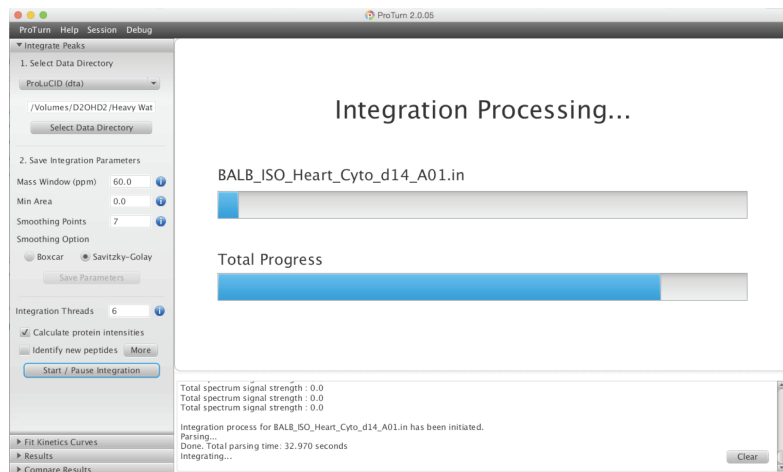 ProTurn 2.0.05
ProTurn Help Session Debug
Integrate Peaks
1. Select Data Directory
ProLuCID (dta)
/Volumes/D2OHD2/Heavy Wat
Select Data Directory
2. Save Integration Parameters
Mass Window (ppm) 60.0
Min Area 0.0
Smoothing Points 7
Smoothing Option
Boxcar Savitzky-Golay
Save Parameters
Integration Threads 6
Calculate protein intensities
Identify new peptides More
Start / Pause Integration
Fit Kinetics Curves
Results
Compare Results
Integration Processing...
BALB_ISO_Heart_Cyto_d14_A01.in
Total Progress
Total spectrum signal strength : 0.0
Total spectrum signal strength : 0.0
Total spectrum signal strength : 0.0
Integration process for BALB_ISO_Heart_Cyto_d14_A01.in has been initiated.
Parsing...
Done. Total parsing time: 32.970 seconds
Integrating...
Clear